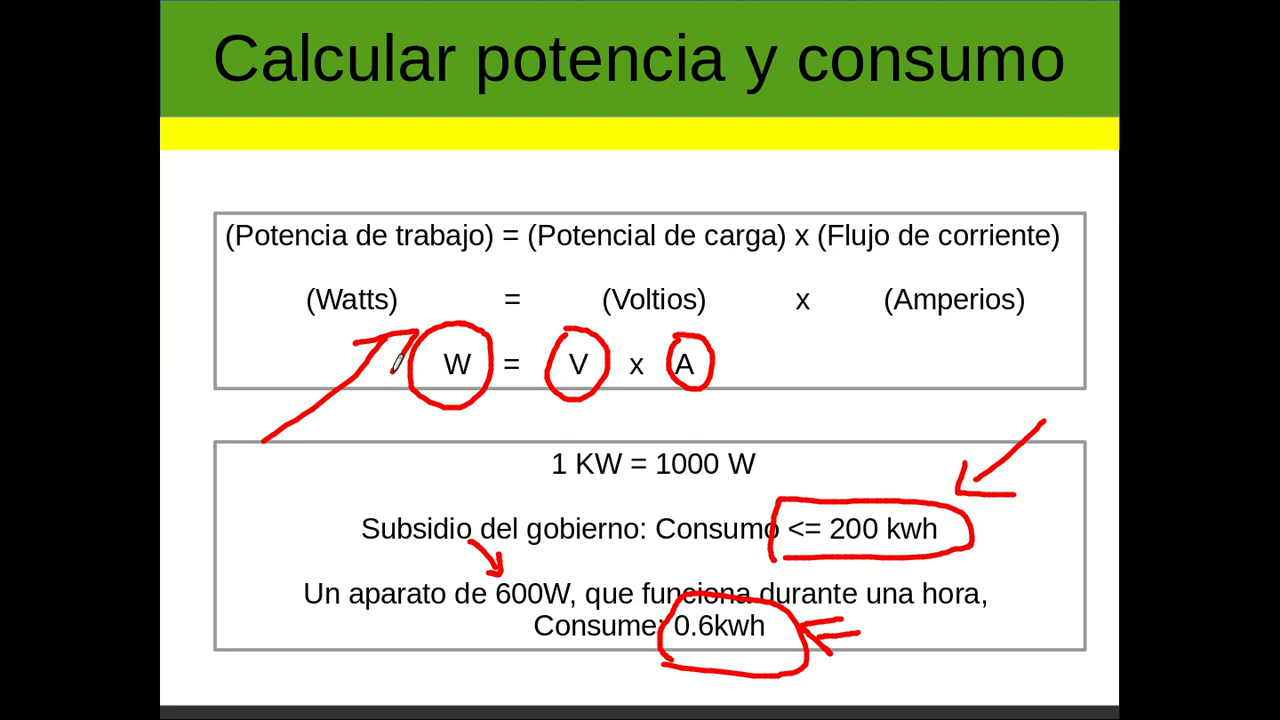 Calcular potencia y consumo
(Potencia de trabajo) = (Potencial de carga) x (Flujo de corriente)
(Watts) = (Voltios) x (Amperios)
W = V x A
1 KW = 1000 W
Subsidio del gobierno: Consumo <= 200 kwh
Un aparato de 600W, que funciona durante una hora,
Consume: 0.6kwh